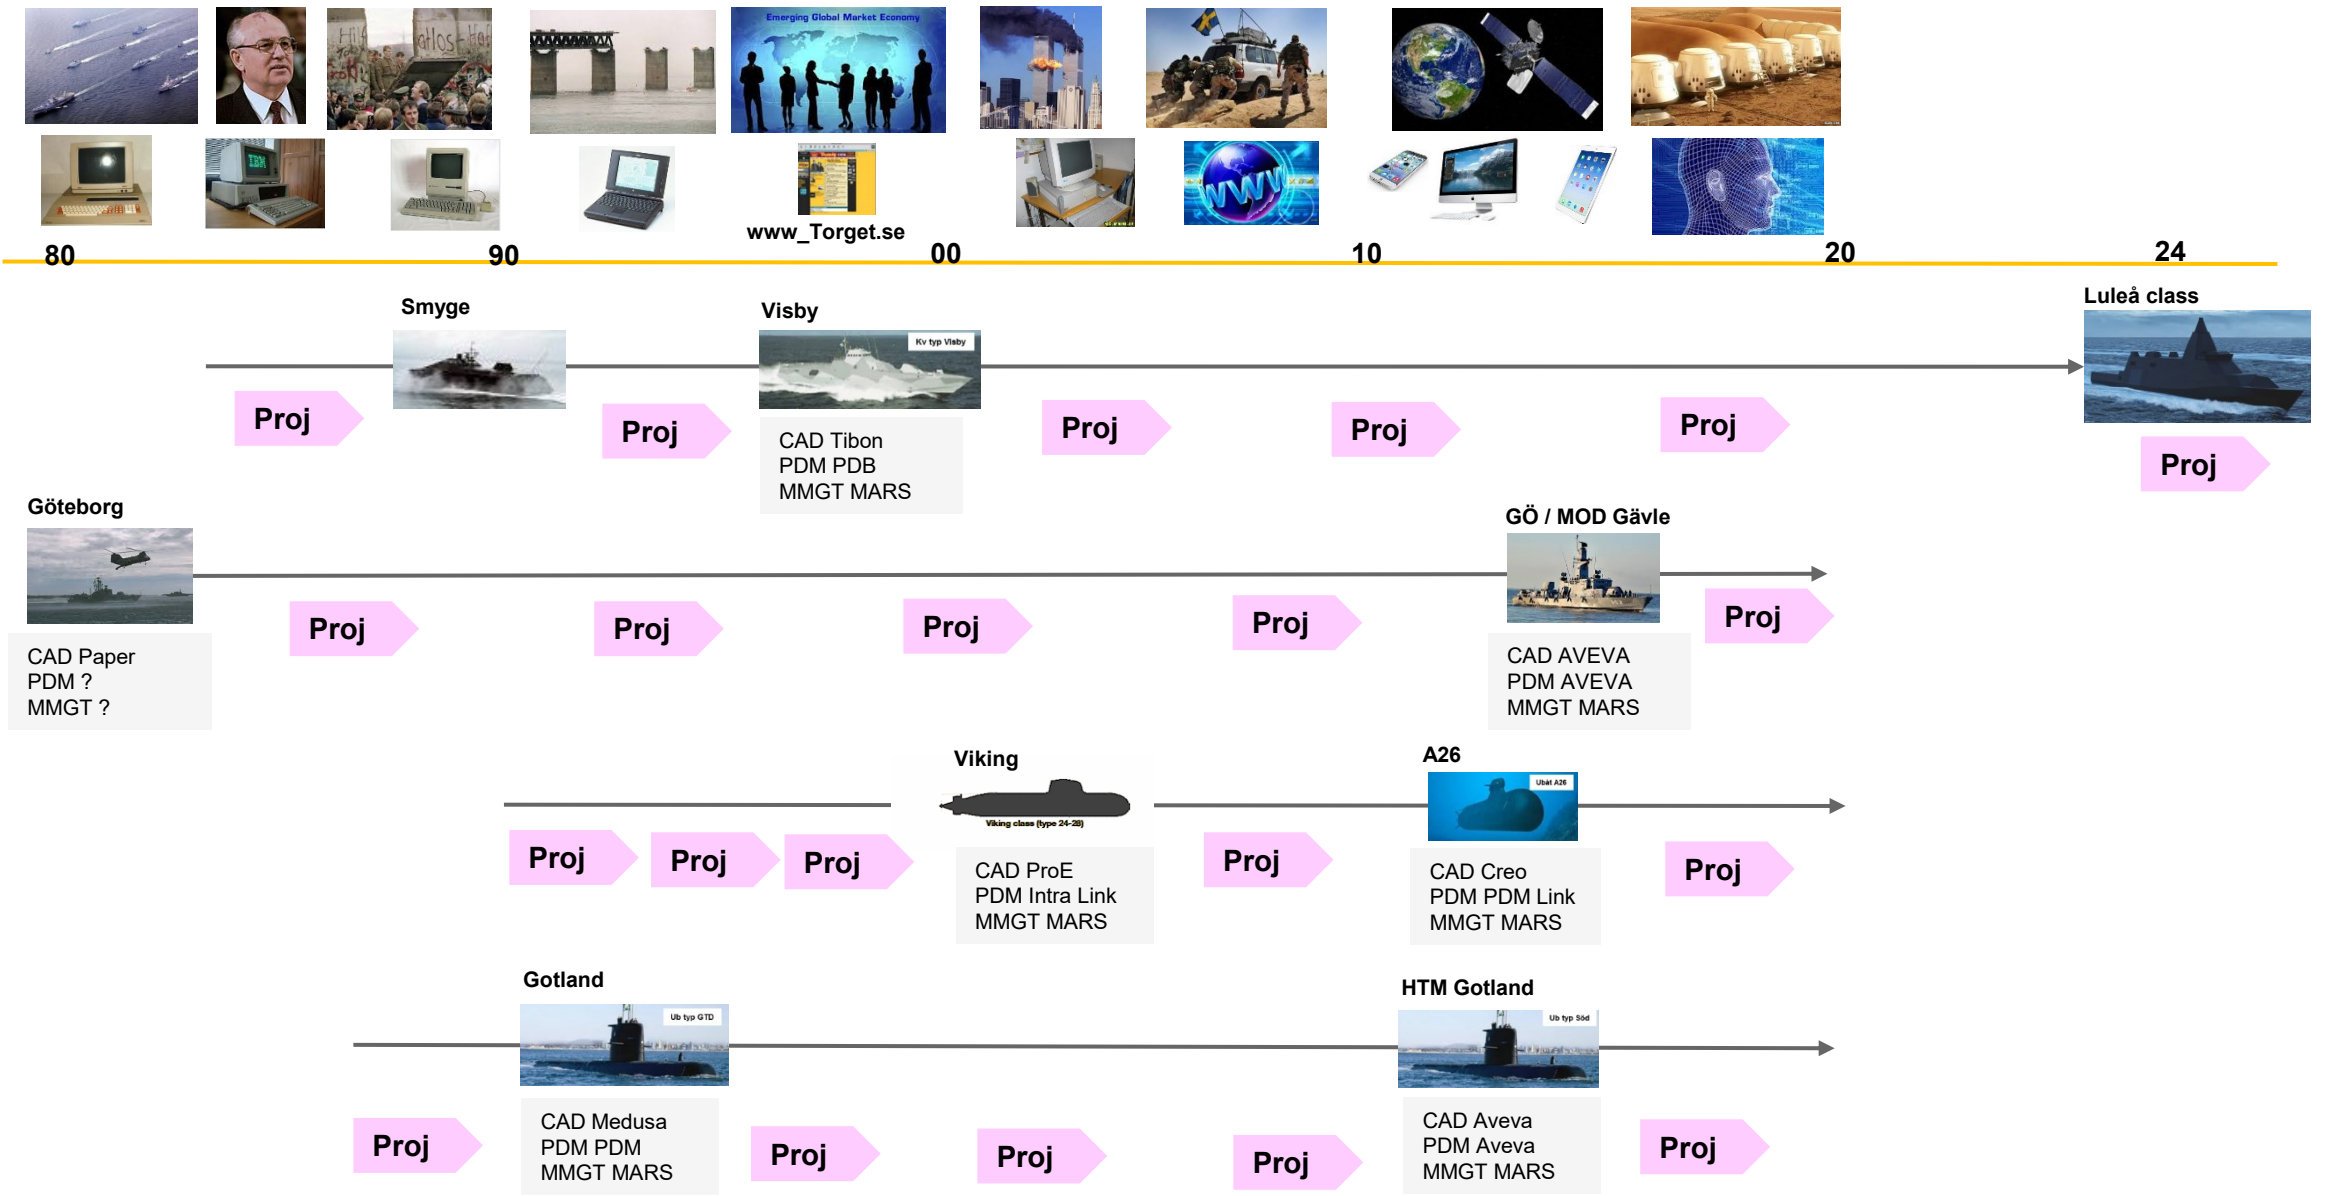 Emerging Global Market Economy
IBM
WWW
www_Torget.se
80
90
00
10
20
24
Smyge
Visby
Luleå class
Kv typ Visby
Proj
Proj
Proj
Proj
Proj
Proj
CAD Tibon
PDM PDB
MMGT MARS
Göteborg
GÖ / MOD Gävle
Proj
Proj
Proj
Proj
Proj
CAD Paper
PDM ?
MMGT ?
CAD AVEVA
PDM AVEVA
MMGT MARS
Viking
A26
Ubåt A26
Viking class (type 24-28)
Proj
Proj
Proj
Proj
Proj
CAD ProE
PDM Intra Link
MMGT MARS
CAD Creo
PDM PDM Link
MMGT MARS
Gotland
HTM Gotland
Ub typ GTD
Ub typ Söd
Proj
Proj
Proj
Proj
Proj
CAD Medusa
PDM PDM
MMGT MARS
CAD Aveva
PDM Aveva
MMGT MARS